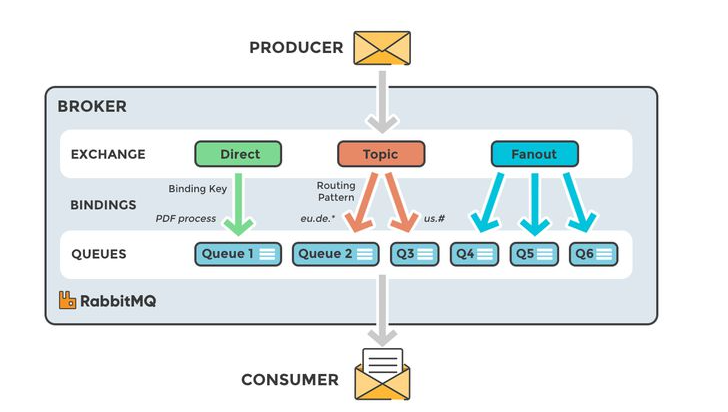 PRODUCER
BROKER
EXCHANGE
Direct
Topic
Fanout
BINDINGS
Binding Key
PDF process
Routing
Pattern
eu.de.*
us.#
QUEUES
Queue 1
Queue 2
Q3
Q4
Q5
Q6
RabbitMQ
CONSUMER